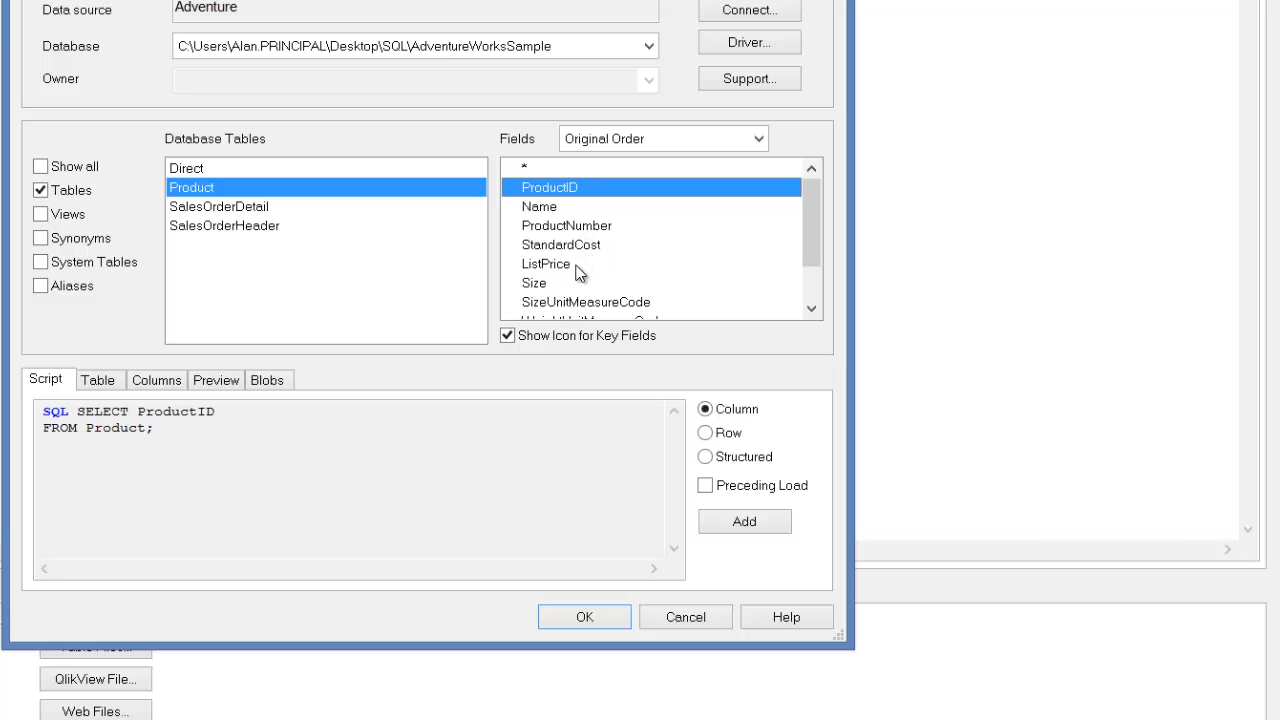 Data source
Adventure
Connect...
Database
C:\Users\Alan.PRINCIPAL\Desktop\SQL\AdventureWorksSample
Driver...
Owner
Support...
Database Tables
Fields
Original Order
Show all
Tables
Views
Synonyms
System Tables
Aliases
Direct
Product
SalesOrderDetail
SalesOrderHeader
*
ProductID
Name
ProductNumber
StandardCost
ListPrice
Size
SizeUnitMeasureCode
Show Icon for Key Fields
Script
Table
Columns
Preview
Blobs
SQL SELECT ProductID
FROM Product;
Column
Row
Structured
Preceding Load
Add
OK
Cancel
Help
QlikView File...
Web Files...